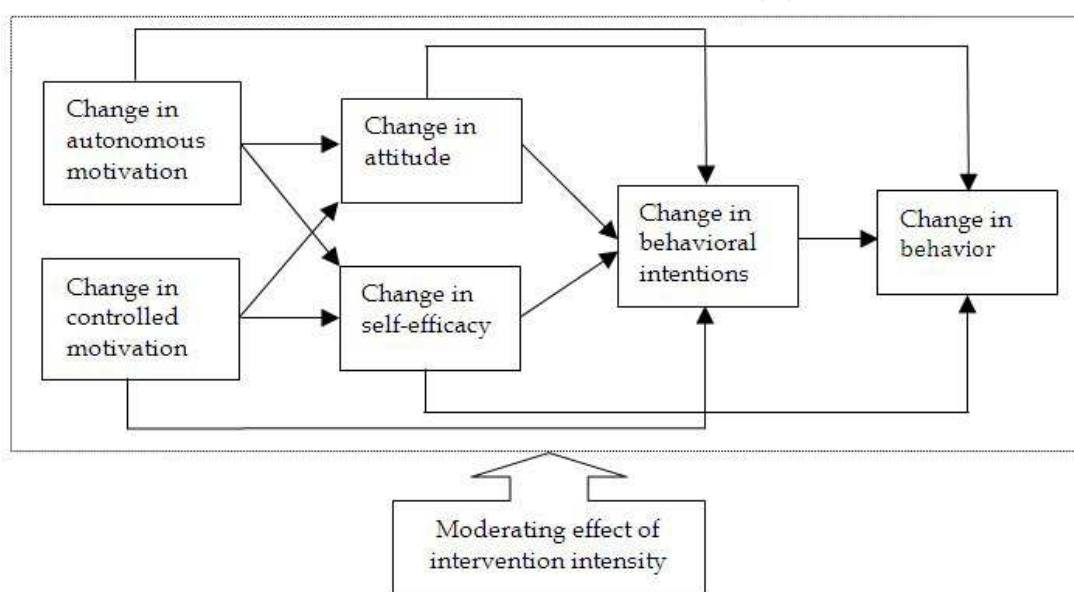 Change in
autonomous
motivation
Change in
attitude
Change in
behavioral
intentions
Change in
behavior
Change in
controlled
motivation
Change in
self-efficacy
Moderating effect of
intervention intensity